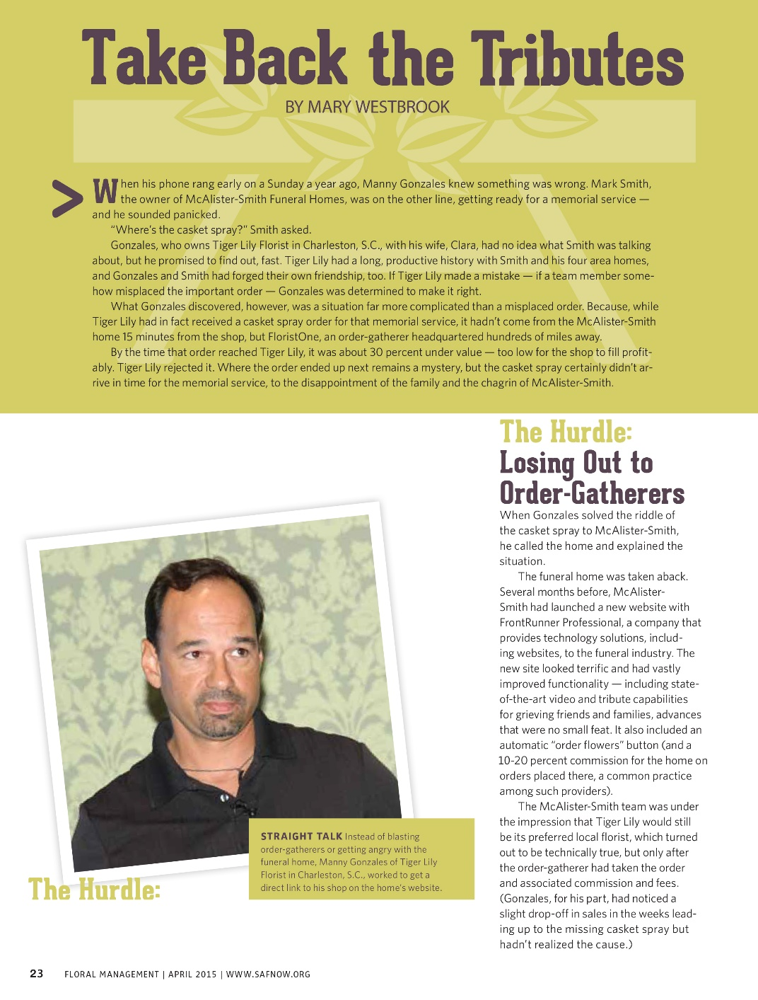 Take Back the Tributes
BY MARY WESTBROOK
> When his phone rang early on a Sunday a year ago, Manny Gonzales knew something was wrong. Mark Smith,
the owner of McAlister-Smith Funeral Homes, was on the other line, getting ready for a memorial service —
and he sounded panicked.
“Where’s the casket spray?” Smith asked.
Gonzales, who owns Tiger Lily Florist in Charleston, S.C., with his wife, Clara, had no idea what Smith was talking
about, but he promised to find out, fast. Tiger Lily had a long, productive history with Smith and his four area homes,
and Gonzales and Smith had forged their own friendship, too. If Tiger Lily made a mistake — if a team member some-
how misplaced the important order — Gonzales was determined to make it right.
What Gonzales discovered, however, was a situation far more complicated than a misplaced order. Because, while
Tiger Lily had in fact received a casket spray order for that memorial service, it hadn’t come from the McAlister-Smith
home 15 minutes from the shop, but FloristOne, an order-gatherer headquartered hundreds of miles away.
By the time that order reached Tiger Lily, it was about 30 percent under value — too low for the shop to fill profit-
ably. Tiger Lily rejected it. Where the order ended up next remains a mystery, but the casket spray certainly didn’t ar-
rive in time for the memorial service, to the disappointment of the family and the chagrin of McAlister-Smith.
The Hurdle:
Losing Out to
Order-Gatherers
When Gonzales solved the riddle of
the casket spray to McAlister-Smith,
he called the home and explained the
situation.
The funeral home was taken aback.
Several months before, McAlister-
Smith had launched a new website with
FrontRunner Professional, a company that
provides technology solutions, includ-
ing websites, to the funeral industry. The
new site looked terrific and had vastly
improved functionality — including state-
of-the-art video and tribute capabilities
for grieving friends and families, advances
that were no small feat. It also included an
automatic “order flowers” button (and a
10-20 percent commission for the home on
orders placed there, a common practice
among such providers).
The McAlister-Smith team was under
the impression that Tiger Lily would still
be its preferred local florist, which turned
out to be technically true, but only after
the order-gatherer had taken the order
and associated commission and fees.
(Gonzales, for his part, had noticed a
slight drop-off in sales in the weeks lead-
ing up to the missing casket spray but
hadn’t realized the cause.)
STRAIGHT TALK Instead of blasting
order-gatherers or getting angry with the
funeral home, Manny Gonzales of Tiger Lily
Florist in Charleston, S.C., worked to get a
direct link to his shop on the home’s website.
The Hurdle:
23 FLORAL MANAGEMENT | APRIL 2015 | WWW.SAFNOW.ORG